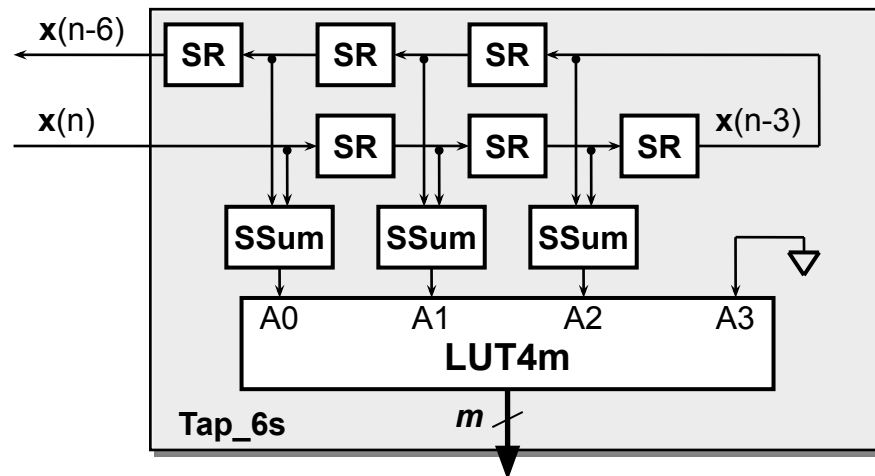 x(n-6)
SR SR SR
x(n)
SR SR SR x(n-3)
SSum SSum SSum
A0 A1 A2 A3
LUT4m
m
Tap_6s